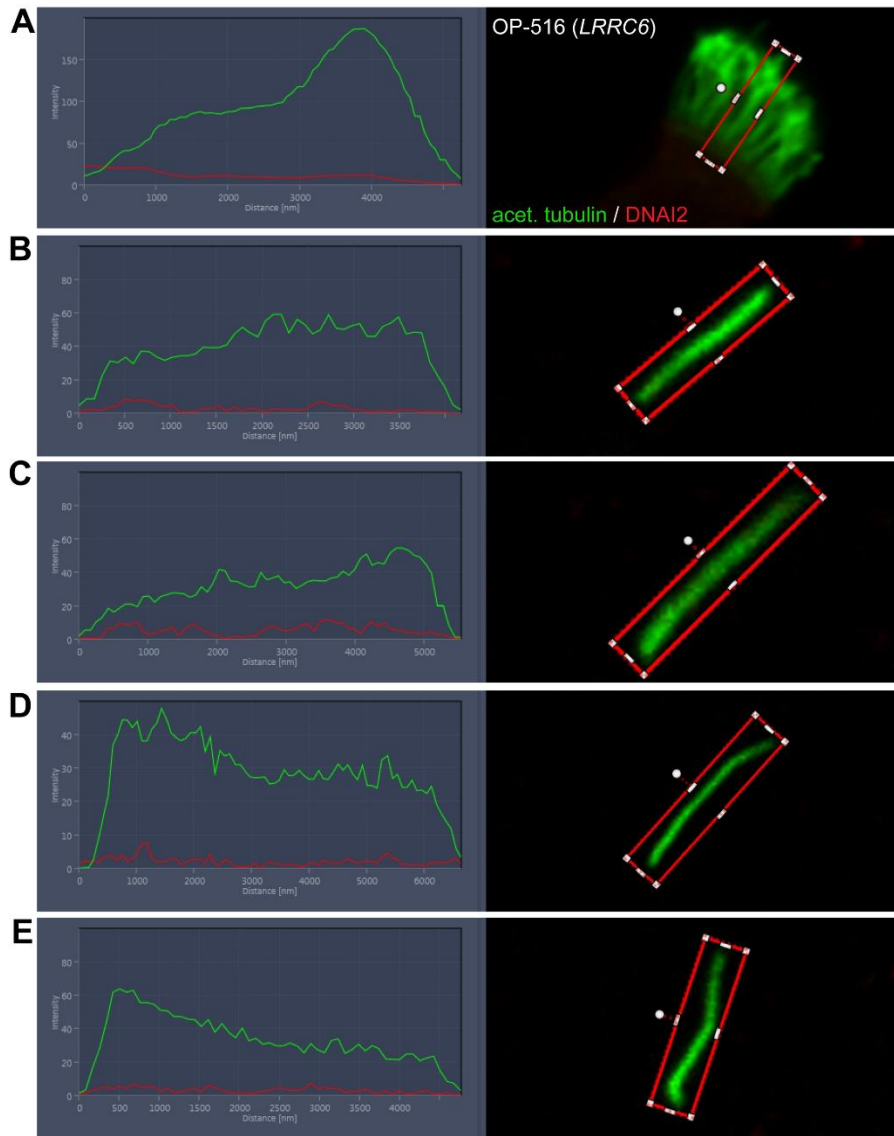 A
Intensity
150
100
50
0
0 1000 2000 3000 4000
Distance [nm]
OP-516 (LRRC6)
acet. tubulin / DNAI2
B
Intensity
80
60
40
20
0
0 500 1000 1500 2000 2500 3000 3500
Distance [nm]
C
Intensity
80
60
40
20
0
0 1000 2000 3000 4000 5000
Distance [nm]
D
Intensity
40
30
20
10
0
0 1000 2000 3000 4000 5000 6000
Distance [nm]
E
Intensity
80
60
40
20
0
0 500 1000 1500 2000 2500 3000 3500 4000
Distance [nm]